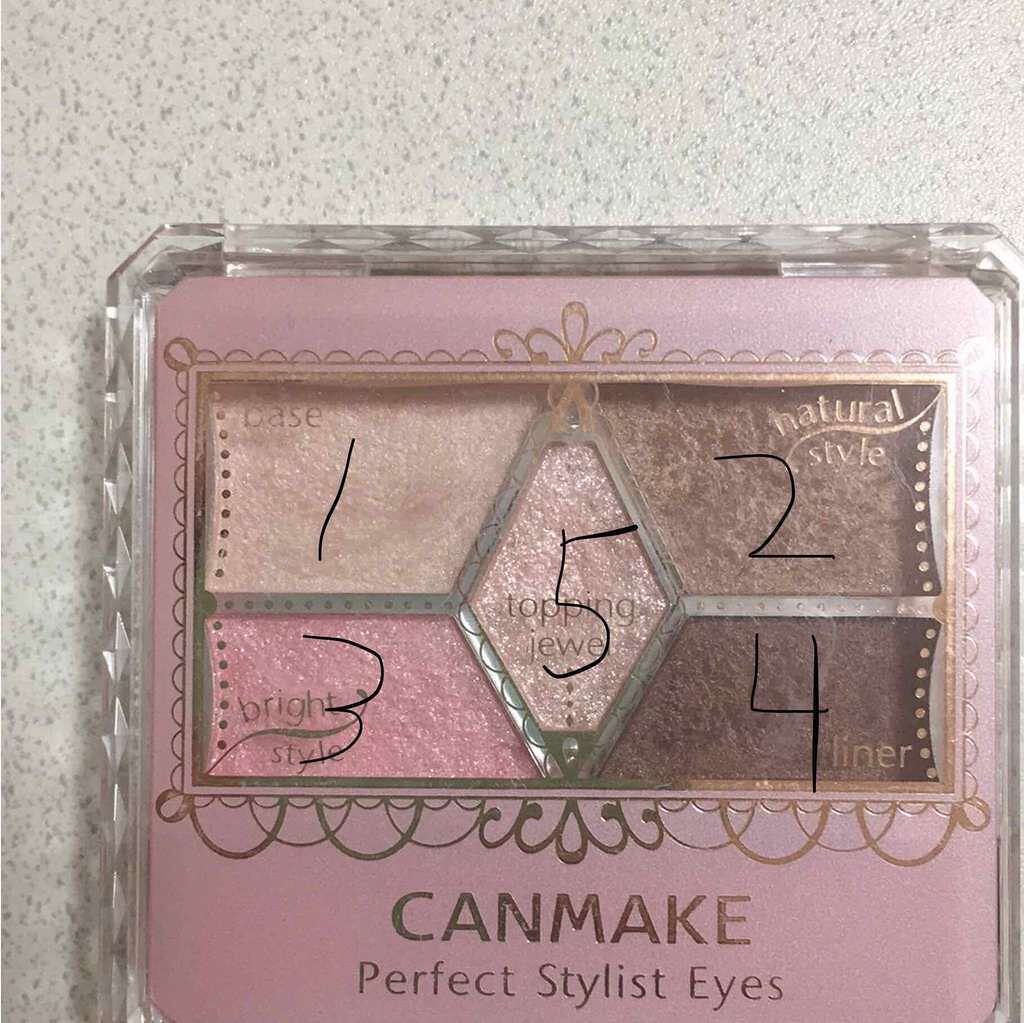 base
natural
style
1
2
5
topping
jewel
3
4
bright
style
liner
CANMAKE
Perfect Stylist Eyes